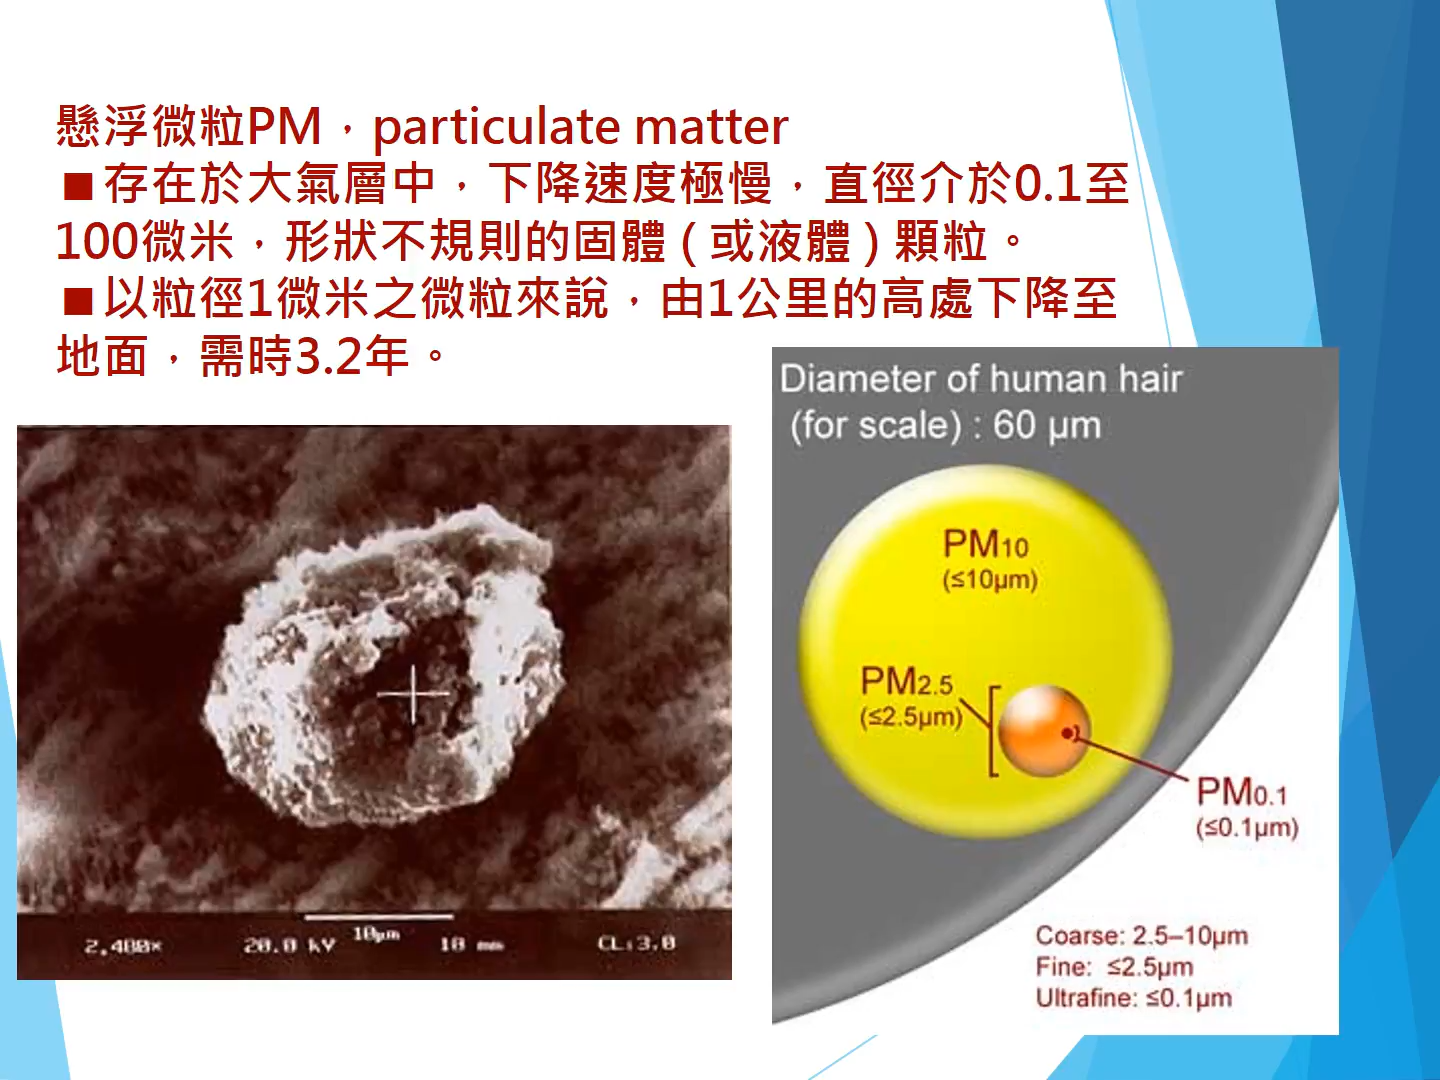 懸浮微粒PM，particulate matter
■存在於大氣層中，下降速度極慢，直徑介於0.1至
100微米，形狀不規則的固體（或液體）顆粒。
■以粒徑1微米之微粒來說，由1公里的高處下降至
地面，需時3.2年。
2,400× 20.0 kV 10μm 10 mm CL:3.0
Diameter of human hair
(for scale) : 60 μm
PM10
(≤10μm)
PM2.5
(≤2.5μm)
PM0.1
(≤0.1μm)
Coarse: 2.5–10μm
Fine: ≤2.5μm
Ultrafine: ≤0.1μm